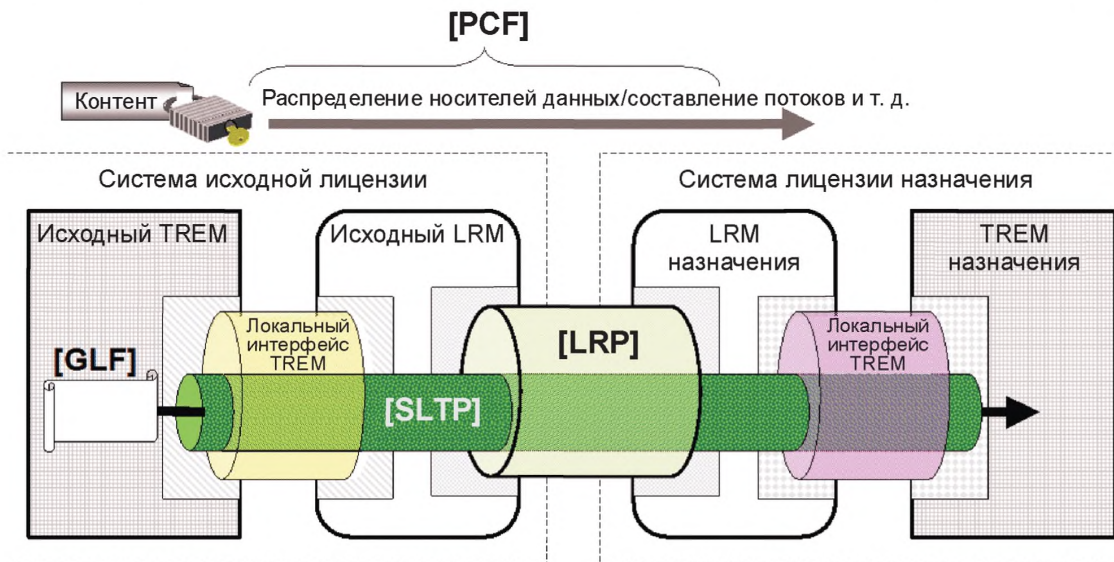 [PCF]
Контент
Распределение носителей данных/составление потоков и т. д.
Система исходной лицензии
Система лицензии назначения
Исходный TREM
Исходный LRM
LRM
назначения
TREM
назначения
Локальный
интерфейс
TREM
[GLF]
[LRP]
Локальный
интерфейс
TREM
[SLTP]